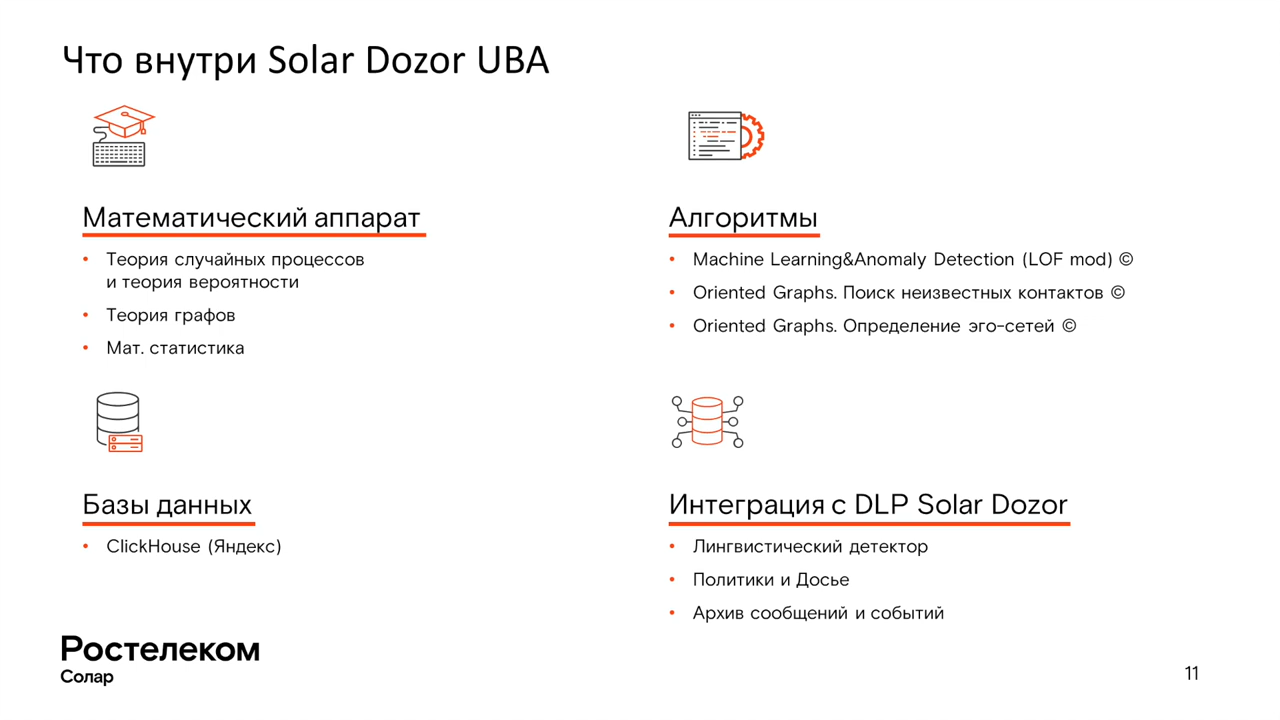 Что внутри Solar Dozor UBA
Математический аппарат
• Теория случайных процессов
и теория вероятности
• Теория графов
• Мат. статистика
Алгоритмы
• Machine Learning&Anomaly Detection (LOF mod) ©
• Oriented Graphs. Поиск неизвестных контактов ©
• Oriented Graphs. Определение эго-сетей ©
Базы данных
• ClickHouse (Яндекс)
Интеграция с DLP Solar Dozor
• Лингвистический детектор
• Политики и Досье
• Архив сообщений и событий
Ростелеком
Солар
11